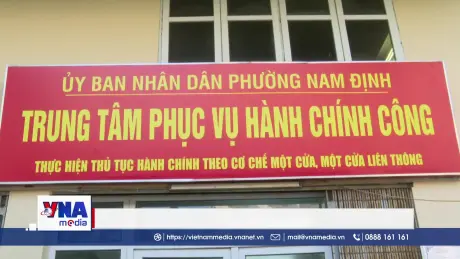 ỦY BAN NHÂN DÂN PHƯỜNG NAM ĐỊNH
TRUNG TÂM PHỤC VỤ HÀNH CHÍNH CÔNG
THỰC HIỆN THỦ TỤC HÀNH CHÍNH THEO CƠ CHẾ MỘT CỬA, MỘT CỬA LIÊN THÔNG
VNA
media
https://vietnammedia.vnanet.vn/ mail@vnamedia.vn 0888 161 161